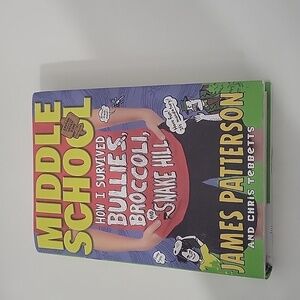 MIDDLE
SCHOOL
HOW I SURVIVED
BULLIES,
BROCCOLI,
AND
SNAKE HILL
JAMES PATTERSON
AND CHRIS TEBBETTS